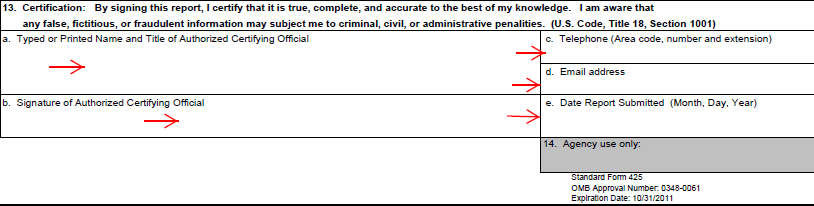 13. Certification: By signing this report, I certify that it is true, complete, and accurate to the best of my knowledge. I am aware that
any false, fictitious, or fraudulent information may subject me to criminal, civil, or administrative penalities. (U.S. Code, Title 18, Section 1001)
a. Typed or Printed Name and Title of Authorized Certifying Official
c. Telephone (Area code, number and extension)
d. Email address
b. Signature of Authorized Certifying Official
e. Date Report Submitted (Month, Day, Year)
14. Agency use only:
Standard Form 425
OMB Approval Number: 0348-0061
Expiration Date: 10/31/2011